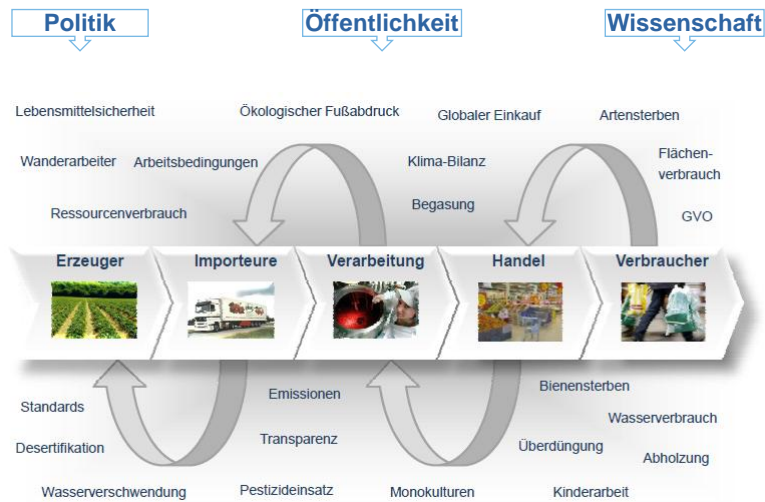 Politik
Öffentlichkeit
Wissenschaft
Lebensmittelsicherheit
Ökologischer Fußabdruck
Globaler Einkauf
Artensterben
Wanderarbeiter
Arbeitsbedingungen
Klima-Bilanz
Flächen-
verbrauch
Ressourcenverbrauch
Begasung
GVO
Erzeuger
Importeure
Verarbeitung
Handel
Verbraucher
Standards
Emissionen
Bienensterben
Wasserverbrauch
Desertifikation
Transparenz
Überdüngung
Abholzung
Wasserverschwendung
Pestizideinsatz
Monokulturen
Kinderarbeit